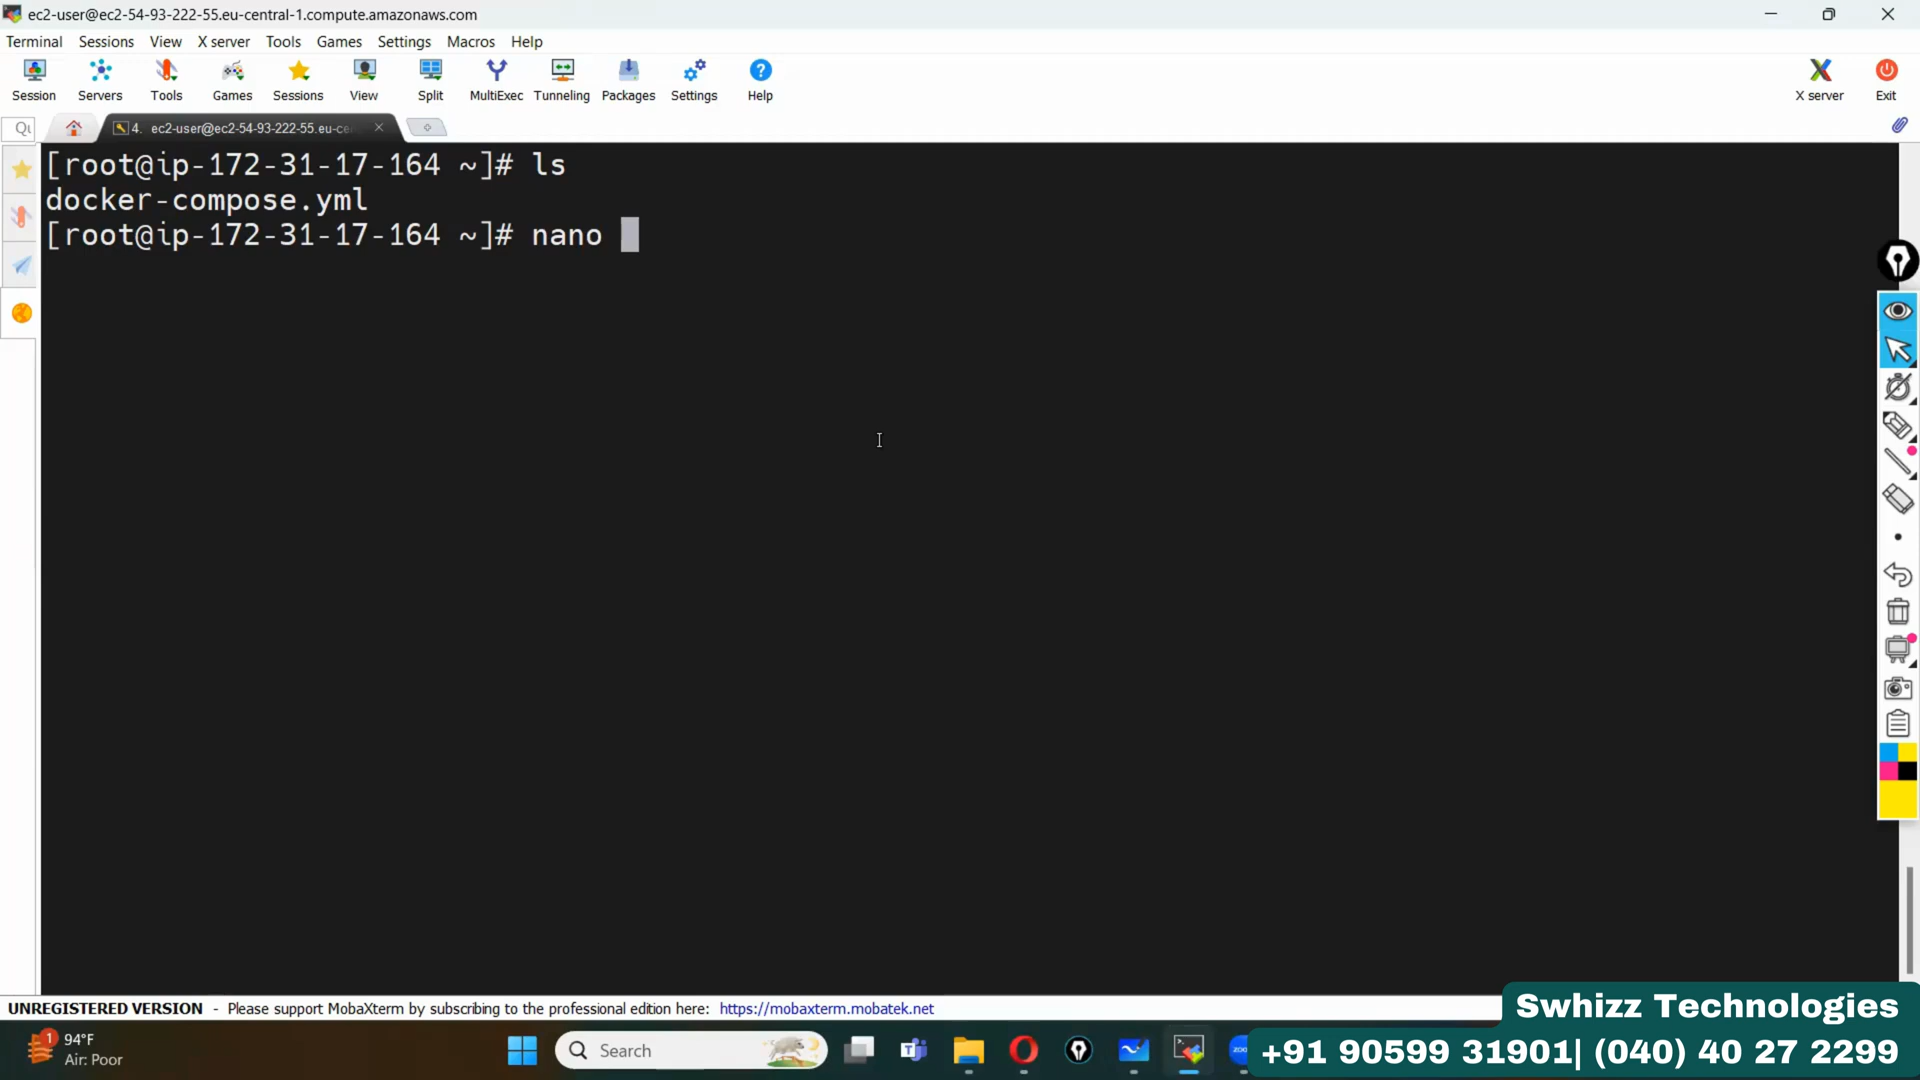 ec2-user@ec2-54-93-222-55.eu-central-1.compute.amazonaws.com
Terminal Sessions View X server Tools Games Settings Macros Help
Session Servers Tools Games Sessions View Split MultiExec Tunneling Packages Settings Help X server Exit
4. ec2-user@ec2-54-93-222-55.eu-ce
[root@ip-172-31-17-164 ~]# ls
docker-compose.yml
[root@ip-172-31-17-164 ~]# nano
UNREGISTERED VERSION - Please support MobaXterm by subscribing to the professional edition here: https://mobaxterm.mobatek.net
Swhizz Technologies
+91 90599 31901| (040) 40 27 2299
1
94°F
Air: Poor
Search